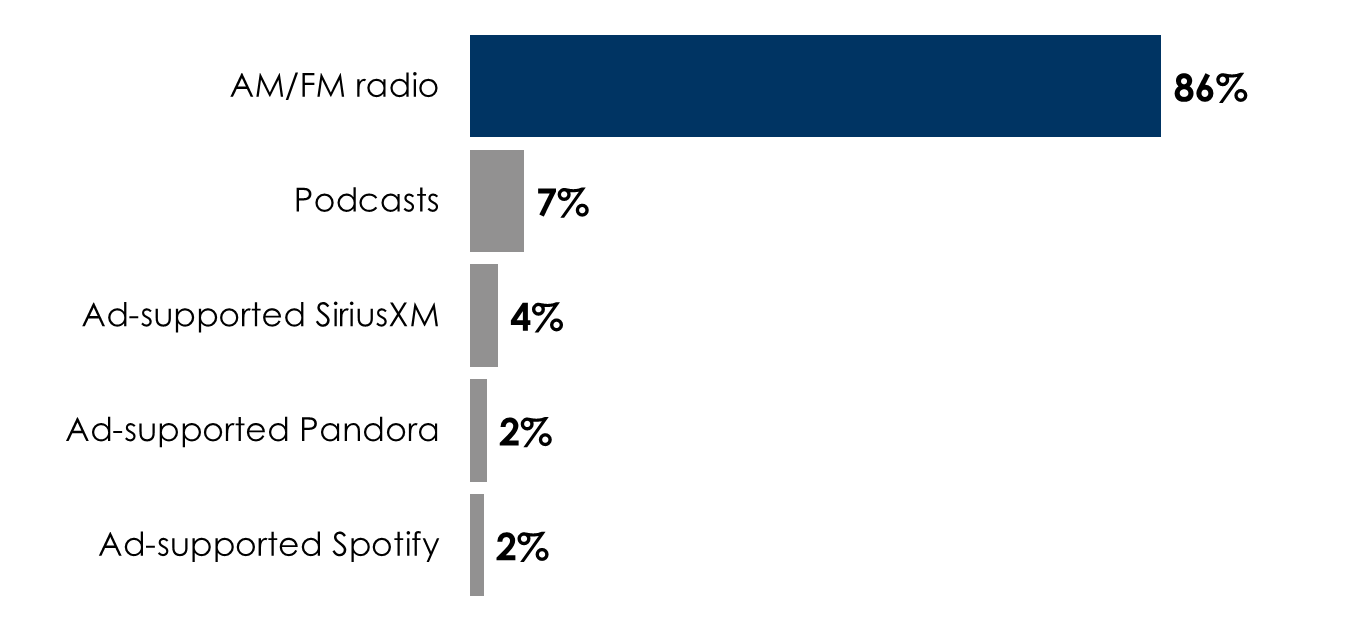 AM/FM radio 86%
Podcasts 7%
Ad-supported SiriusXM 4%
Ad-supported Pandora 2%
Ad-supported Spotify 2%